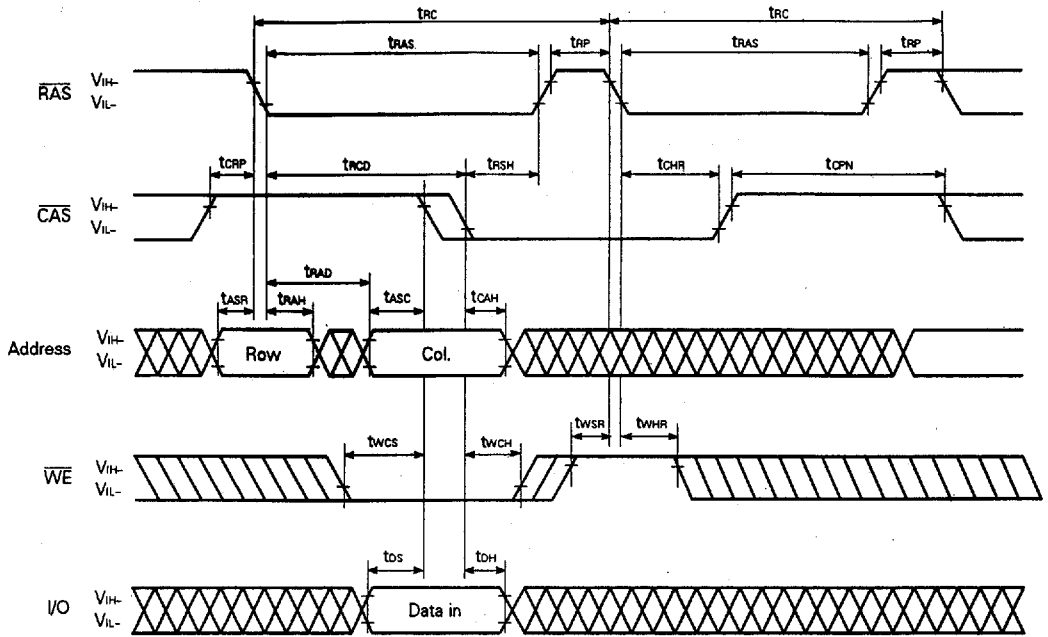 tRC tRC
tRAS tRP tRAS tRP
RAS VIH–
VIL–
tCRP tRCD tRSH tCHR tCPN
CAS VIH–
VIL–
tRAD
tASR tRAH tASC tCAH
Address VIH–
VIL–
Row Col.
tWSR tWHR
tWCS tWCH
WE VIH–
VIL–
tDS tDH
I/O VIH–
VIL–
Data in